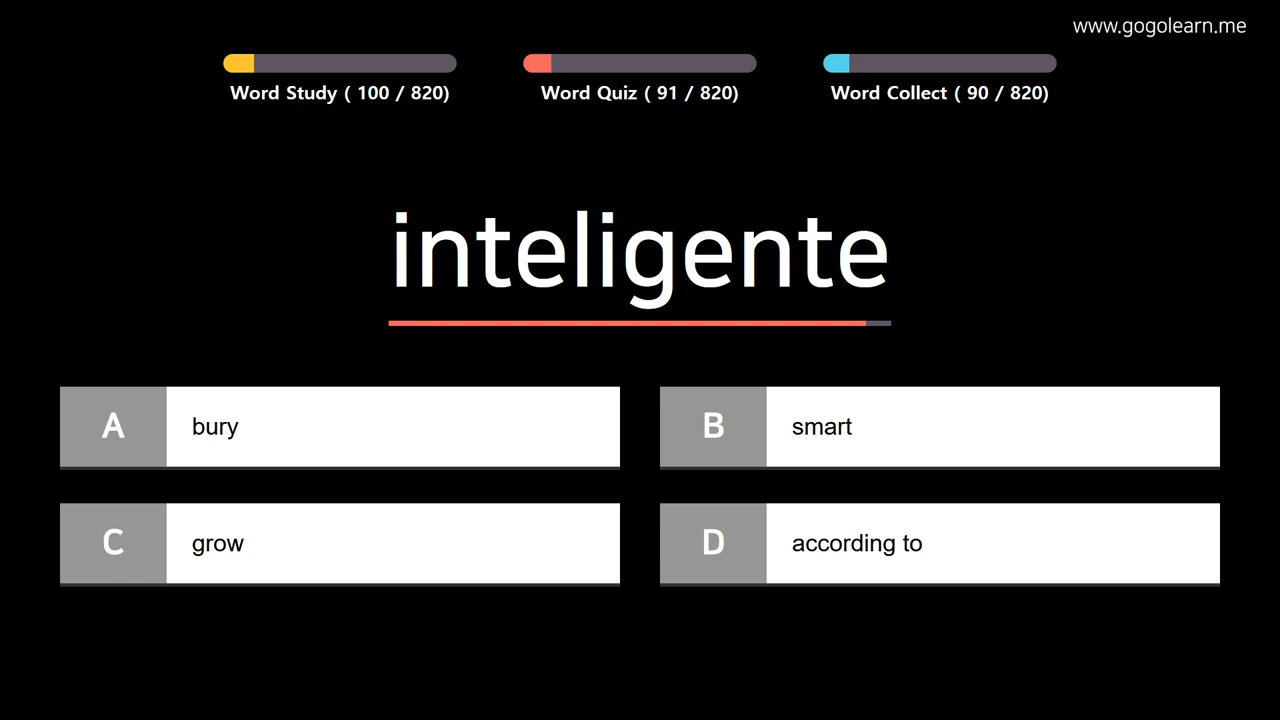 www.gogolearn.me
Word Study ( 100 / 820)
Word Quiz ( 91 / 820)
Word Collect ( 90 / 820)
inteligente
A bury
B smart
C grow
D according to